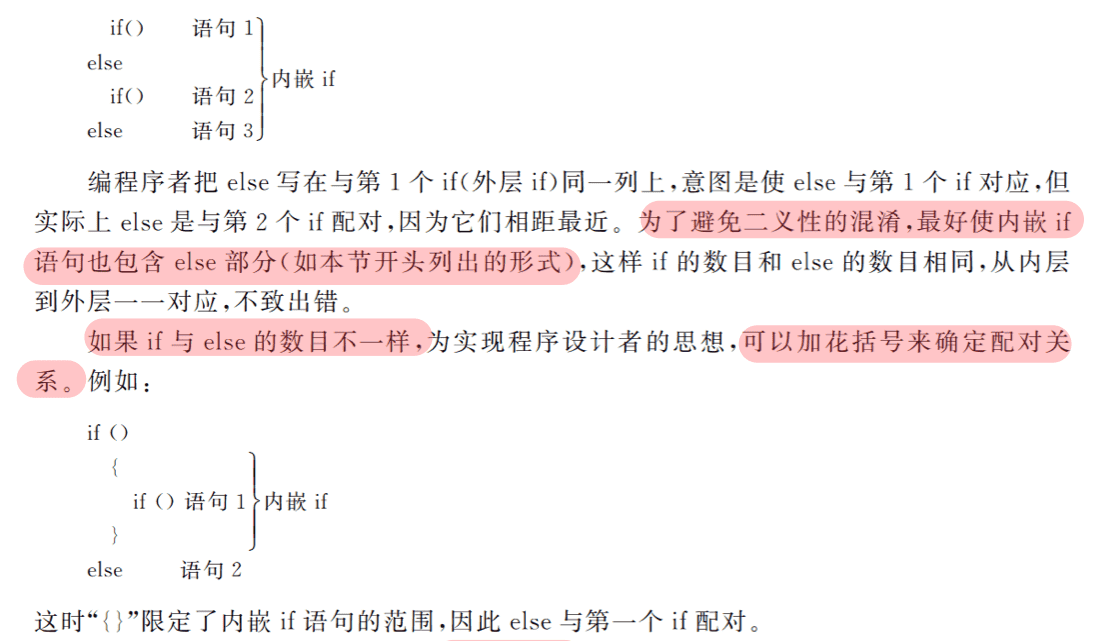 if()  语句 1
else
内嵌 if
if()  语句 2
else  语句 3
编程序者把 else 写在与第 1 个 if(外层 if)同一列上,意图是使 else 与第 1 个 if 对应,但
实际上 else 是与第 2 个 if 配对,因为它们相距最近。为了避免二义性的混淆,最好使内嵌 if
语句也包含 else 部分(如本节开头列出的形式),这样 if 的数目和 else 的数目相同,从内层
到外层一一对应,不致出错。
如果 if 与 else 的数目不一样,为实现程序设计者的思想,可以加花括号来确定配对关
系。例如:
if ()
{
if () 语句 1 内嵌 if
}
else  语句 2
这时“{}”限定了内嵌 if 语句的范围,因此 else 与第一个 if 配对。